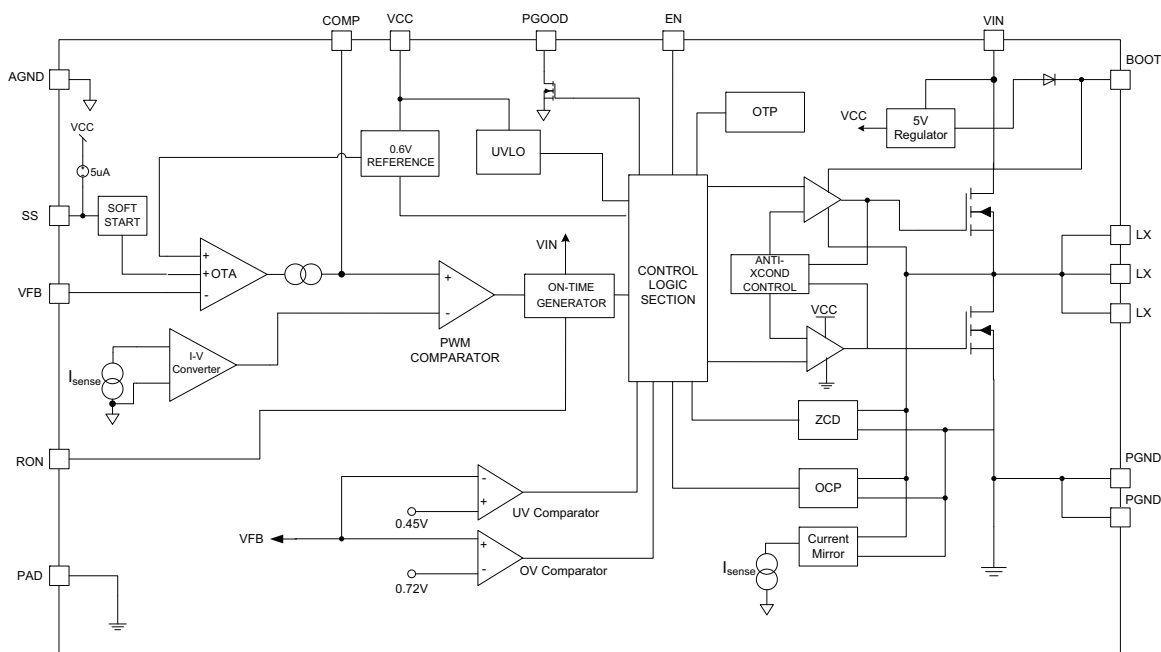 COMP
VCC
PGOOD
EN
VIN
BOOT
AGND
VCC
5uA
0.6V
REFERENCE
UVLO
OTP
VCC
5V
Regulator
SS
SOFT
START
VFB
+
+
-
OTA
VIN
+
-
PWM
COMPARATOR
ON-TIME
GENERATOR
CONTROL
LOGIC
SECTION
ANTI-
XCOND
CONTROL
VCC
LX
LX
LX
Isense
I-V
Converter
RON
ZCD
OCP
Current
Mirror
Isense
PGND
PGND
-
+
0.45V
UV Comparator
VFB
+
-
0.72V
OV Comparator
PAD